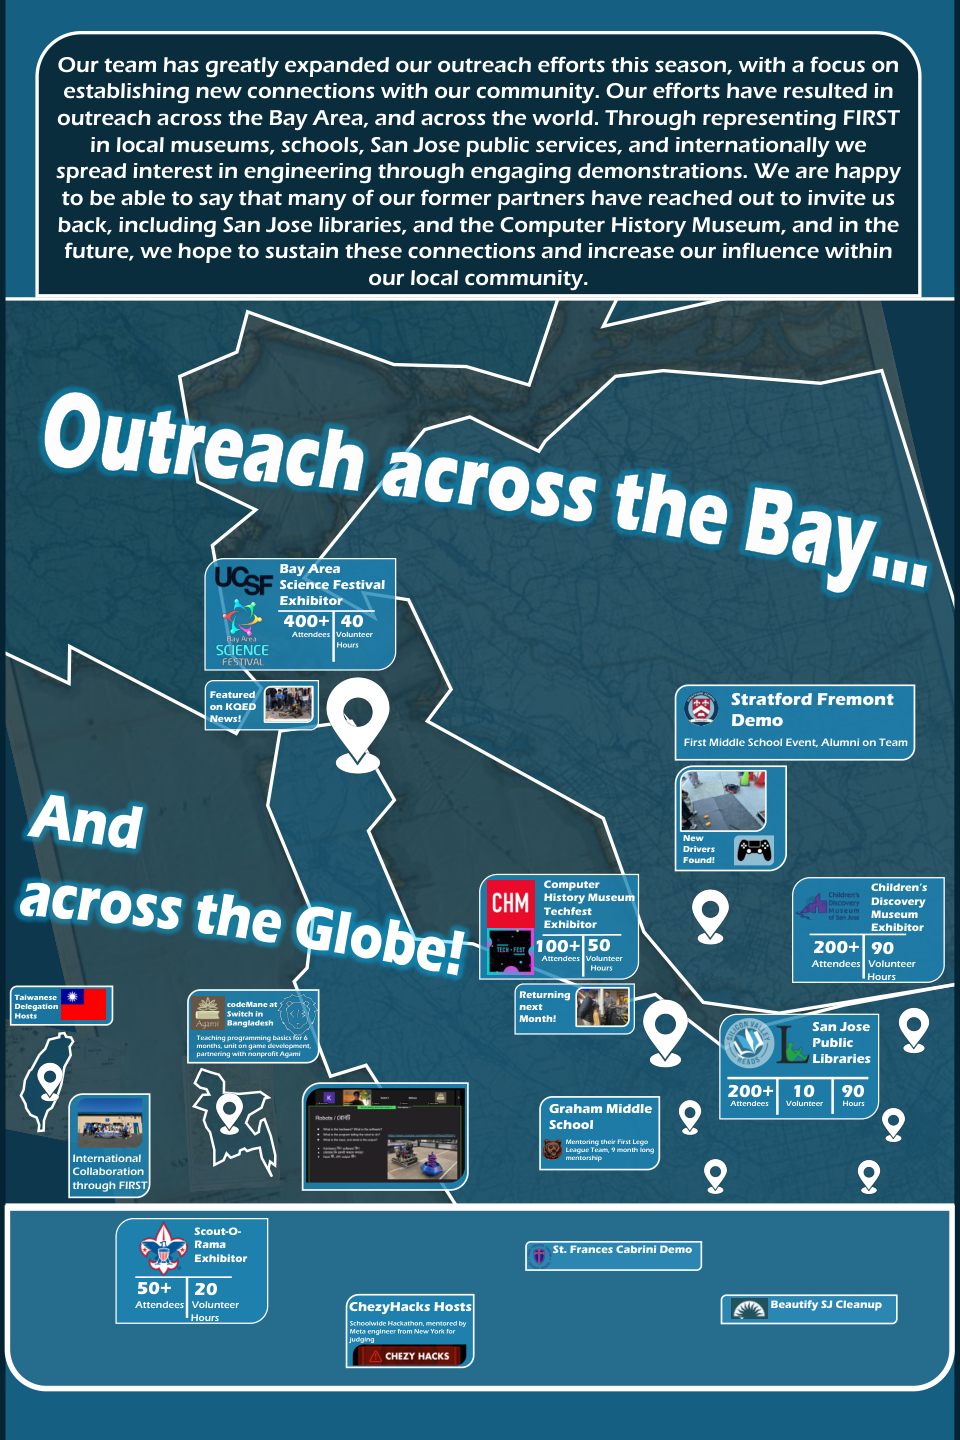 Our team has greatly expanded our outreach efforts this season, with a focus on
establishing new connections with our community. Our efforts have resulted in
outreach across the Bay Area, and across the world. Through representing FIRST
in local museums, schools, San Jose public services, and internationally we
spread interest in engineering through engaging demonstrations. We are happy
to be able to say that many of our former partners have reached out to invite us
back, including San Jose libraries, and the Computer History Museum, and in the
future, we hope to sustain these connections and increase our influence within
our local community.
Outreach across the Bay...
UCSF
Bay Area
SCIENCE
FESTIVAL
Bay Area
Science Festival
Exhibitor
400+
Attendees
40
Volunteer
Hours
Featured
on KQED
News!
Stratford Fremont
Demo
First Middle School Event, Alumni on Team
New
Drivers
Found!
And
across the Globe!
CHM
TECH FEST
Computer
History Museum
Techfest
Exhibitor
100+
Attendees
50
Volunteer
Hours
Returning
next
Month!
Children's
Discovery
Museum
of San Jose
Children's
Discovery
Museum
Exhibitor
200+
Attendees
90
Volunteer
Hours
Taiwanese
Delegation
Hosts
International
Collaboration
through FIRST
Agami
codeMane at
Switch in
Bangladesh
Teaching programming basics for 6
months, unit on game development,
partnering with nonprofit Agami
K
Robots /
SILICON VALLEY
READS
San Jose
Public
Libraries
200+
Attendees
10
Volunteer
90
Hours
Graham Middle
School
Mentoring their First Lego
League Team, 9 month long
mentorship
Scout-O-
Rama
Exhibitor
50+
Attendees
20
Volunteer
Hours
ChezyHacks Hosts
Schoolwide Hackathon, mentored by
Meta engineer from New York for
judging
CHEZY HACKS
St. Frances Cabrini Demo
Beautify SJ Cleanup